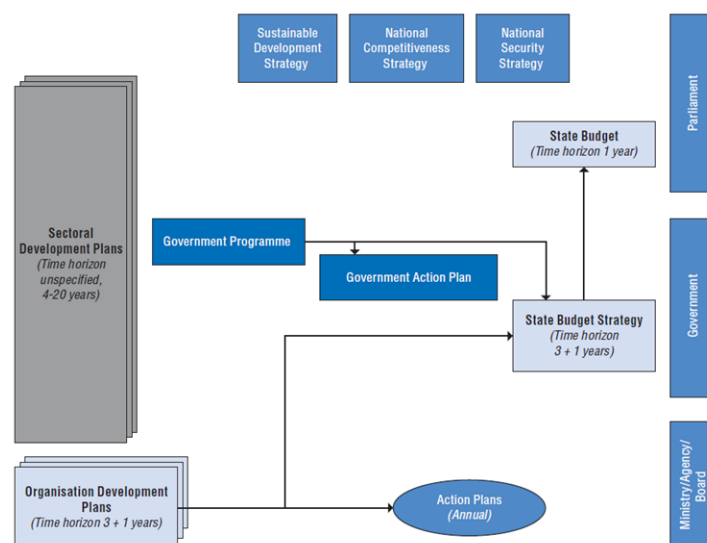 Sustainable
Development
Strategy
National
Competitiveness
Strategy
National
Security
Strategy
Parliament
State Budget
(Time horizon 1 year)
Sectoral
Development Plans
(Time horizon
unspecified,
4-20 years)
Government Programme
Government Action Plan
Government
State Budget Strategy
(Time horizon
3 + 1 years)
Organisation Development
Plans
(Time horizon 3 + 1 years)
Action Plans
(Annual)
Ministry/Agency/
Board